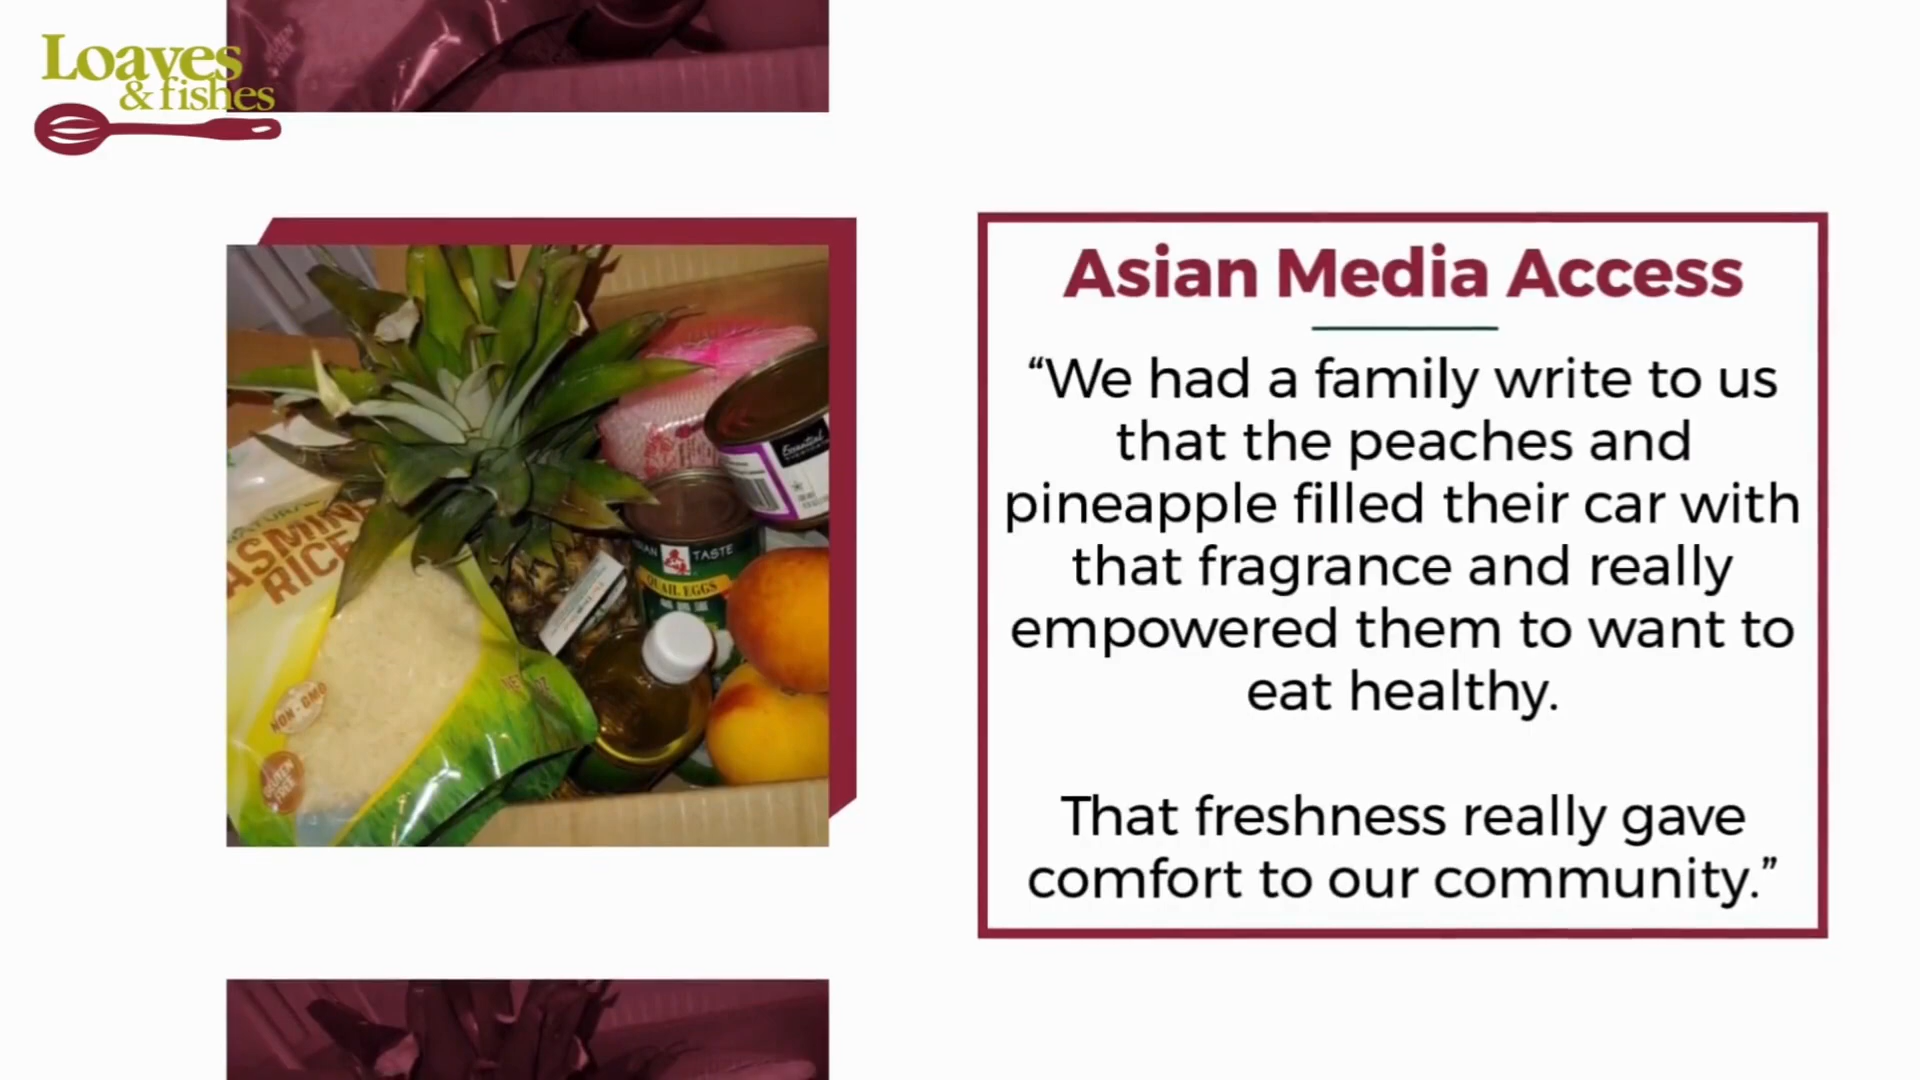 Loaves
& fishes
Asian Media Access
“We had a family write to us
that the peaches and
pineapple filled their car with
that fragrance and really
empowered them to want to
eat healthy.
That freshness really gave
comfort to our community.”
JASMINE
RICE
NON-GMO
Essential
TASTE
QUAIL EGGS